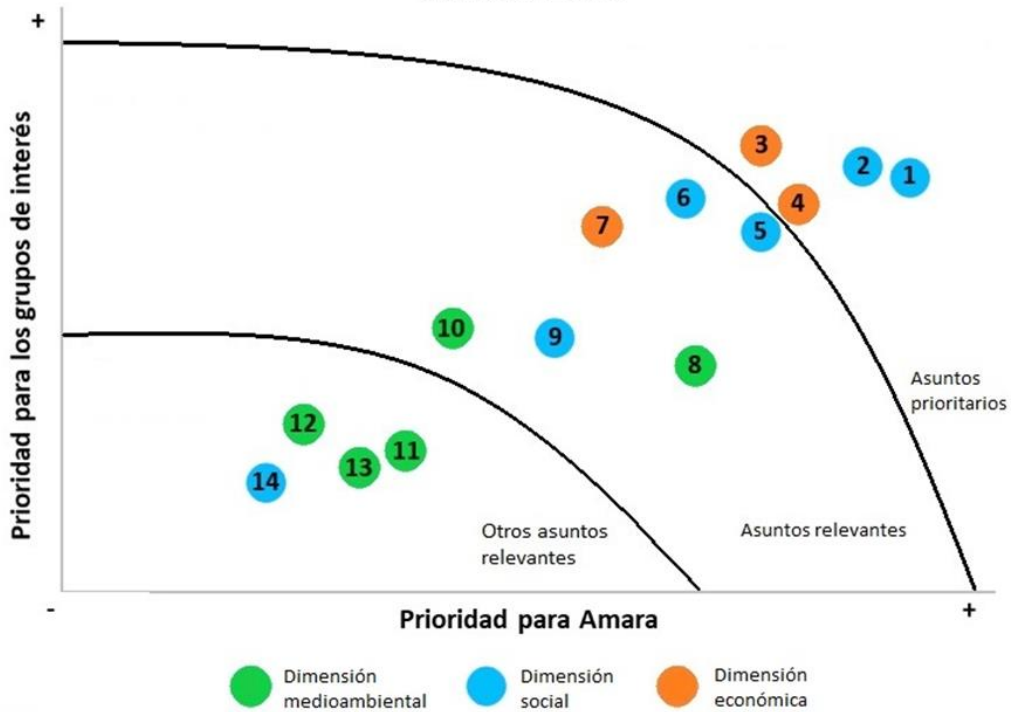 +
Prioridad para los grupos de interés
3
2
1
6
4
7
5
10
9
8
Asuntos
prioritarios
12
11
13
14
Otros asuntos
relevantes
Asuntos relevantes
-
Prioridad para Amara
+
Dimensión
medioambiental
Dimensión
social
Dimensión
económica